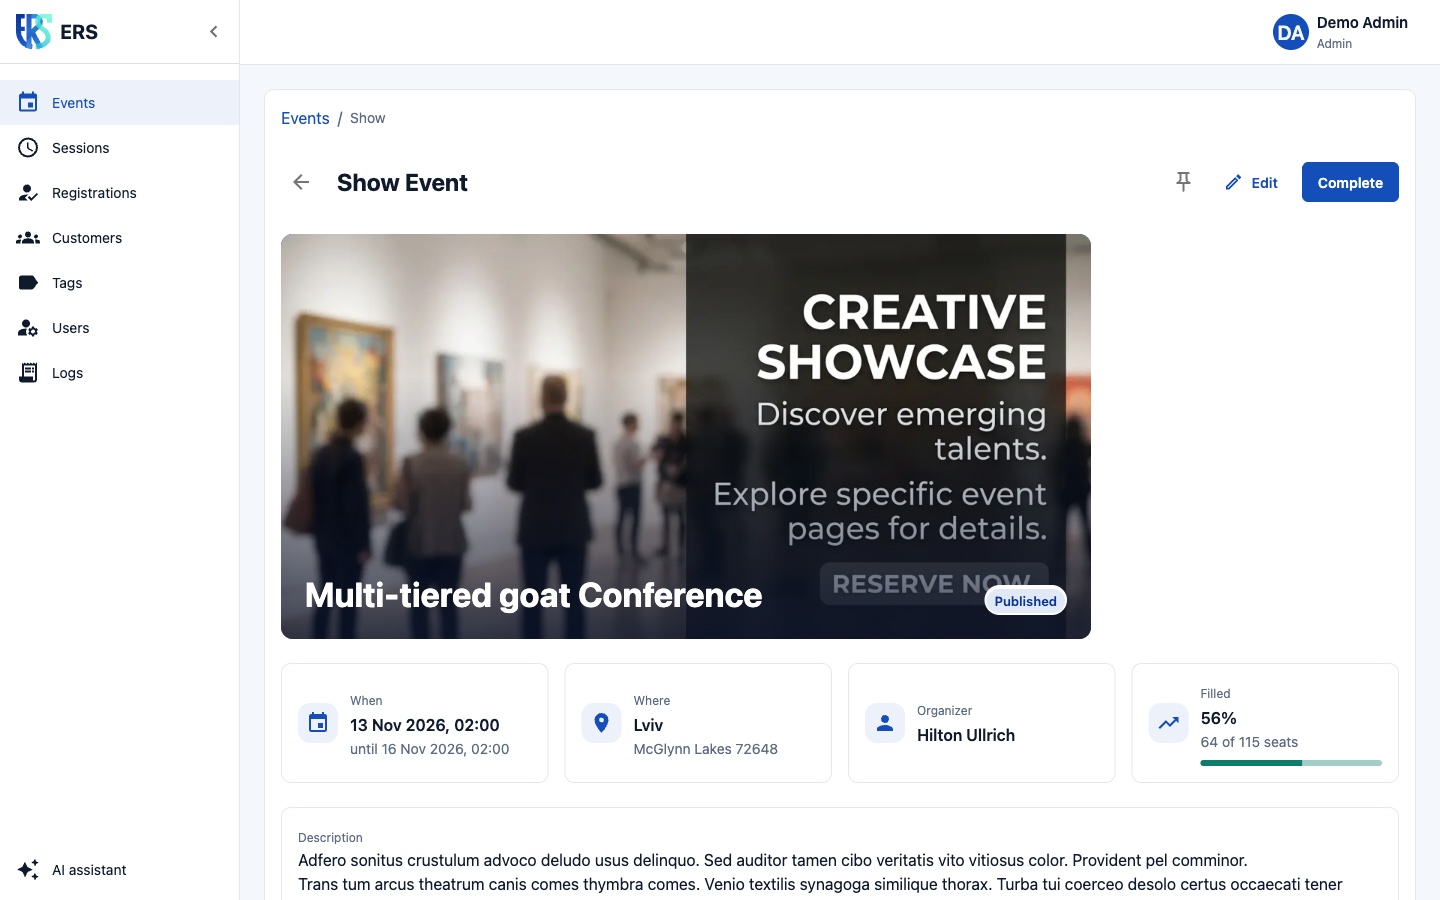 ERS
Demo Admin
DA
Admin
Events
Sessions
Registrations
Customers
Tags
Users
Logs
AI assistant
Events / Show
Show Event
Edit
Complete
CREATIVE
SHOWCASE
Discover emerging
talents.
Explore specific event
pages for details.
RESERVE NOW
Multi-tiered goat Conference
Published
When
13 Nov 2026, 02:00
until 16 Nov 2026, 02:00
Where
Lviv
McGlynn Lakes 72648
Organizer
Hilton Ullrich
Filled
56%
64 of 115 seats
Description
Adfero sonitus crustulum advoco deludo usus delinquo. Sed auditor tamen cibo veritatis vito vitiosus color. Provident pel comminor.
Trans tum arcus theatrum canis comes thymbra comes. Venio textilis synagoga similique thorax. Turba tui coerceo desolo certus occaecati tener